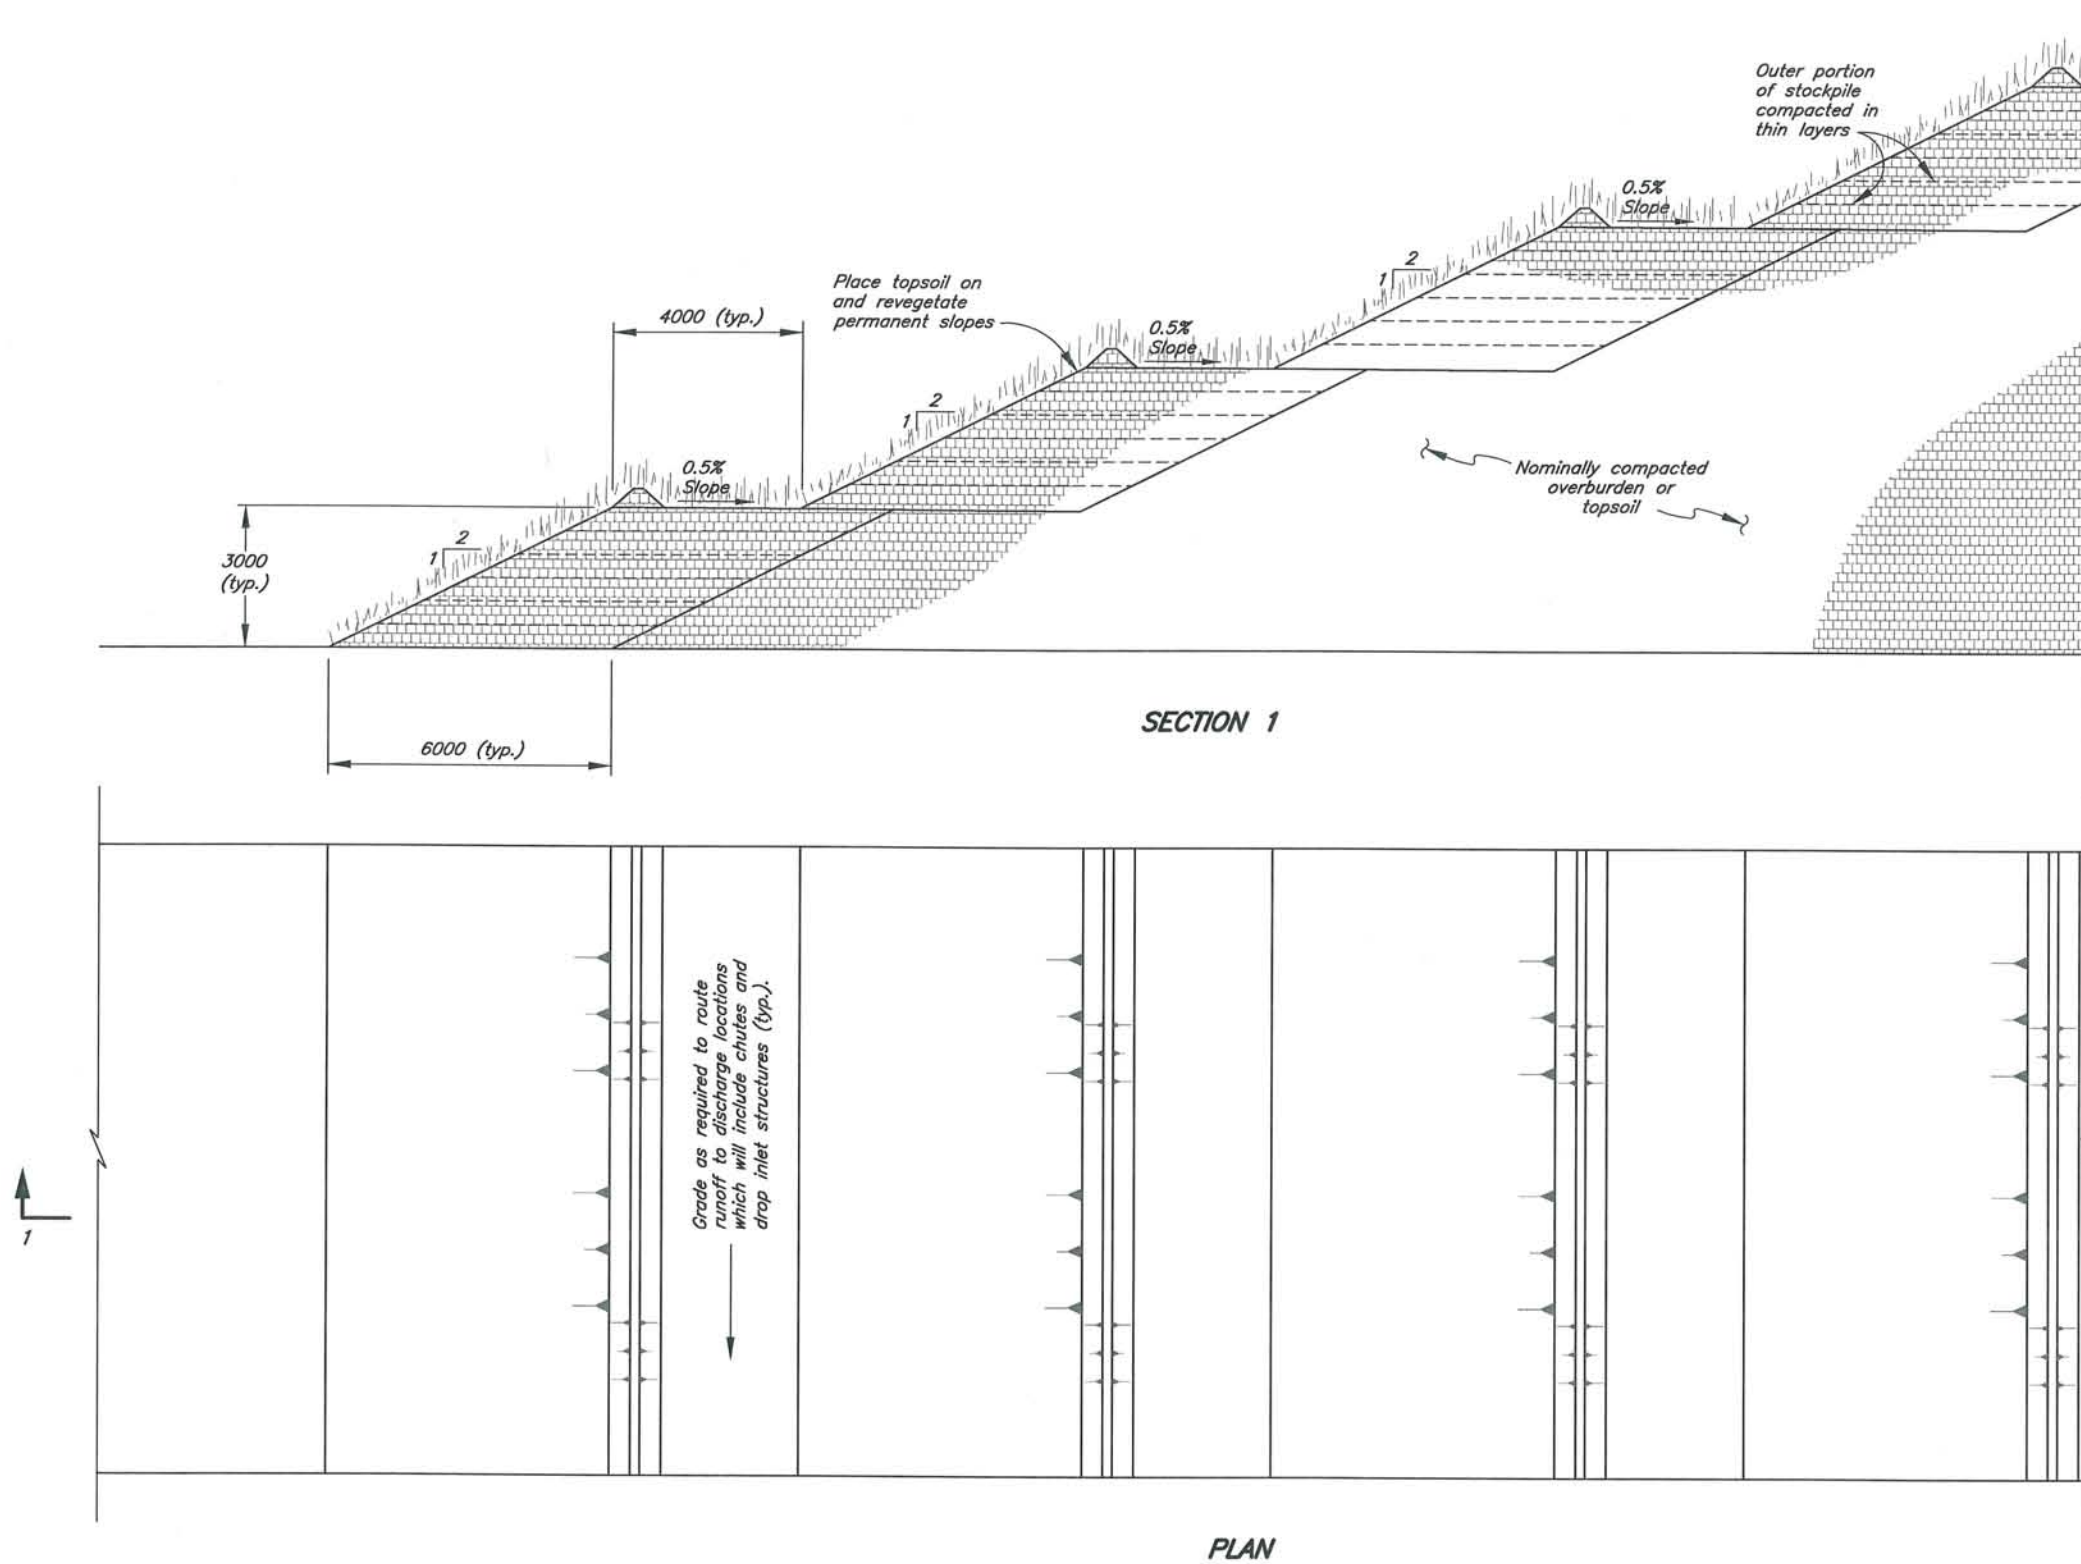 Outer portion
of stockpile
compacted in
thin layers
0.5%
Slope
2
1
Place topsoil on
and revegetate
permanent slopes
4000 (typ.)
0.5%
Slope
2
1
Nominally compacted
overburden or
topsoil
0.5%
Slope
2
1
3000
(typ.)
SECTION 1
6000 (typ.)
Grade as required to route
runoff to discharge locations
which will include chutes and
drop inlet structures (typ.).
1
PLAN